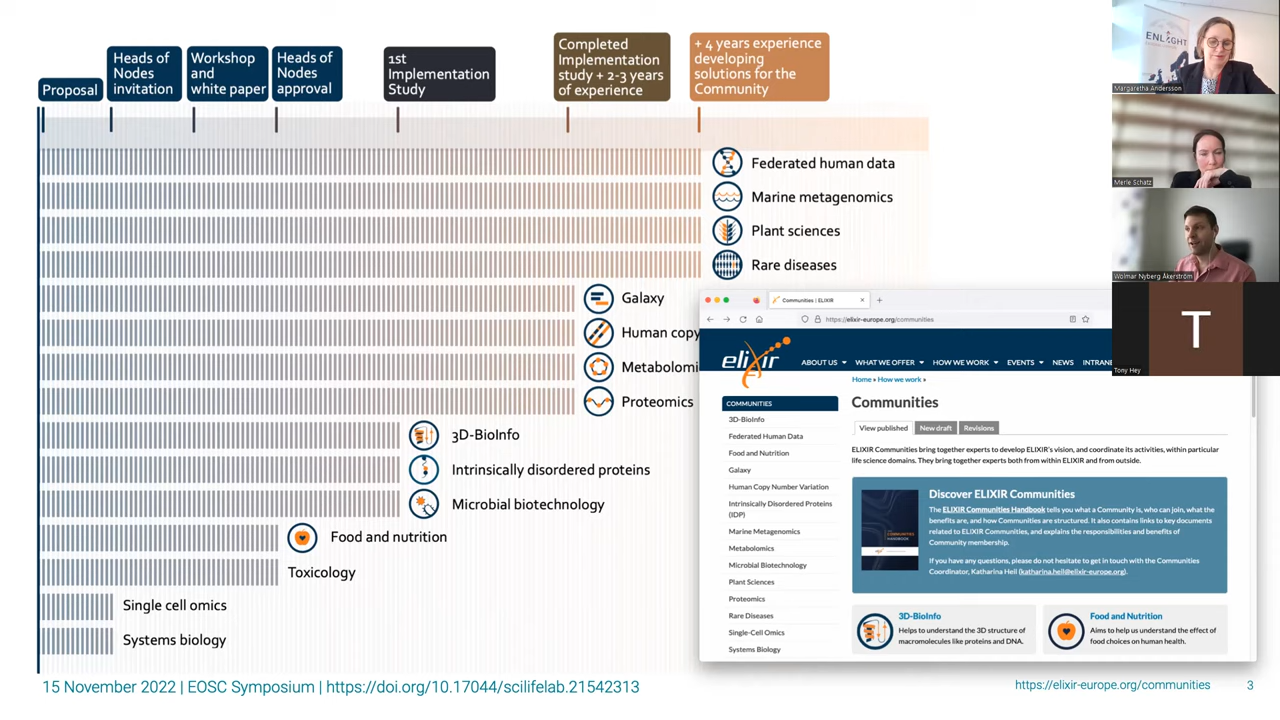 Proposal
Heads of
Nodes
invitation
Workshop
and
white paper
Heads of
Nodes
approval
1st
Implementation
Study
Completed
Implementation
study + 2-3 years
of experience
+ 4 years experience
developing
solutions for the
Community
Federated human data
Marine metagenomics
Plant sciences
Rare diseases
Galaxy
Human copy
Metabolomi
Proteomics
3D-BioInfo
Intrinsically disordered proteins
Microbial biotechnology
Food and nutrition
Toxicology
Single cell omics
Systems biology
Communities | ELIXIR
https://elixir-europe.org/communities
elixir
ABOUT US
WHAT WE OFFER
HOW WE WORK
EVENTS
NEWS
INTRANE
Home » How we work »
COMMUNITIES
3D-BioInfo
Federated Human Data
Food and Nutrition
Galaxy
Human Copy Number Variation
Intrinsically Disordered Proteins
(IDP)
Marine Metagenomics
Metabolomics
Microbial Biotechnology
Plant Sciences
Proteomics
Rare Diseases
Single-Cell Omics
Systems Biology
Communities
View published
New draft
Revisions
ELIXIR Communities bring together experts to develop ELIXIR's vision, and coordinate its activities, within particular
life science domains. They bring together experts both from within ELIXIR and from outside.
Discover ELIXIR Communities
The ELIXIR Communities Handbook tells you what a Community is, who can join, what the
benefits are, and how Communities are structured. It also contains links to key documents
related to ELIXIR Communities, and explains the responsibilities and benefits of
Community membership.
If you have any questions, please do not hesitate to get in touch with the Communities
Coordinator, Katharina Heil (katharina.heil@elixir-europe.org).
COMMUNITIES
HANDBOOK
3D-BioInfo
Helps to understand the 3D structure of
macromolecules like proteins and DNA.
Food and Nutrition
Aims to help us understand the effect of
food choices on human health.
ENLIGHT
Margaretha Andersson
Merle Schatz
Wolmar Nyberg Åkerström
T
Tony Hey
15 November 2022 | EOSC Symposium | https://doi.org/10.17044/scilifelab.21542313
https://elixir-europe.org/communities
3